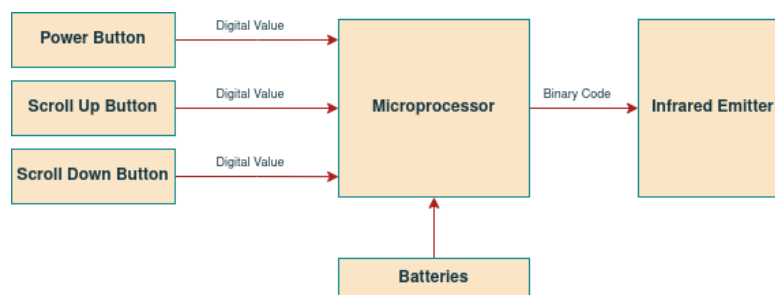 Power Button
Digital Value
Scroll Up Button
Digital Value
Scroll Down Button
Digital Value
Microprocessor
Binary Code
Infrared Emitter
Batteries